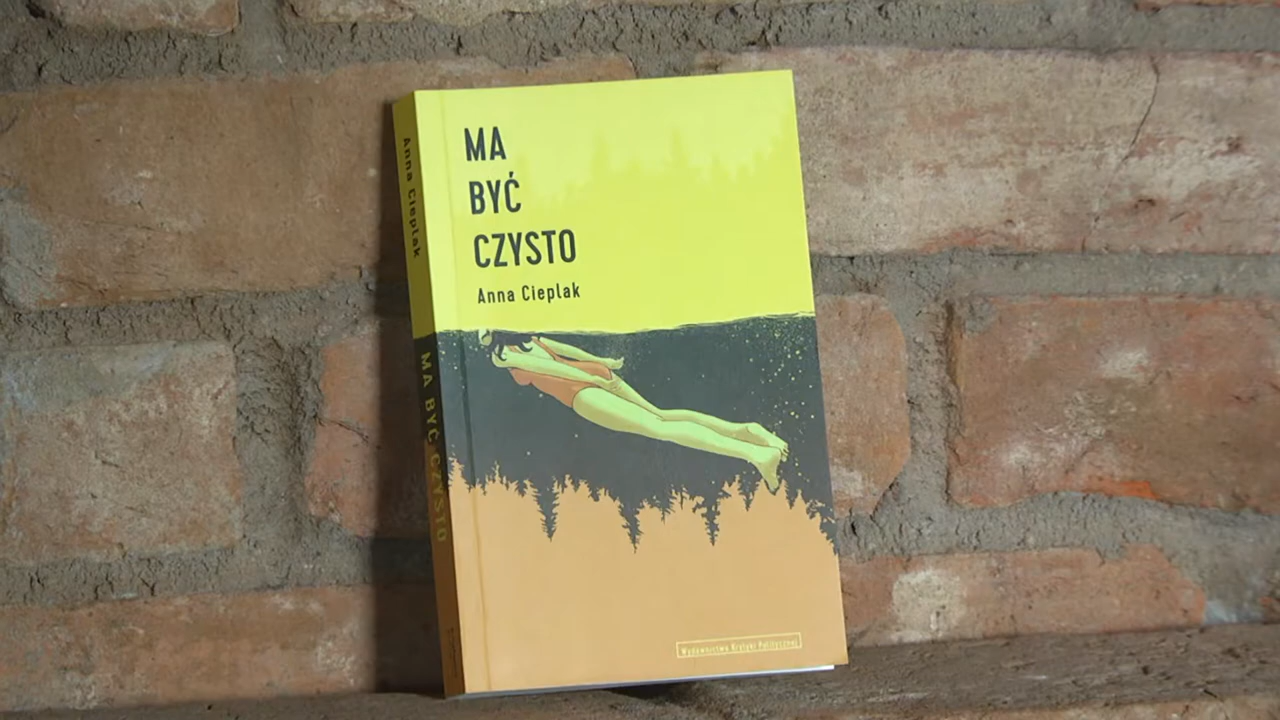 MA
BYĆ
CZYSTO
Anna Cieplak
Anna Cieplak
MA BYĆ CZYSTO
Wydawnictwo Krytyki Politycznej